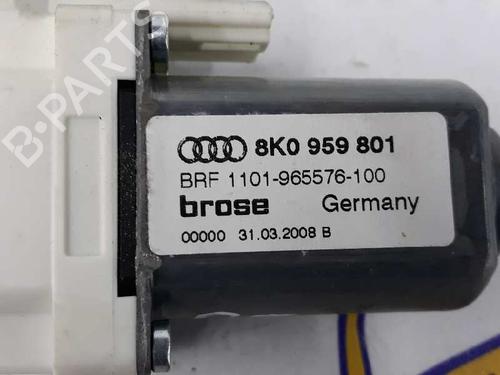 B-PARTS
8K0 959 801
BRF 1101-965576-100
brose Germany
00000 31.03.2008 B